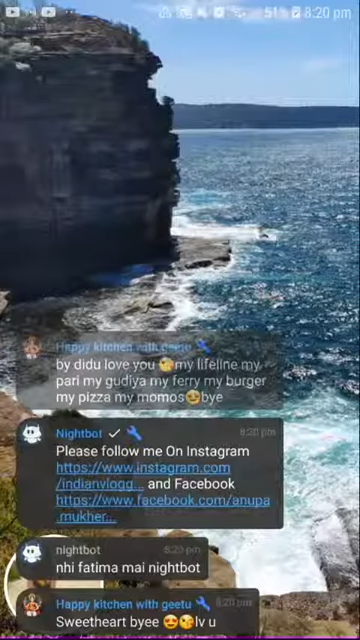 51% 8:20 pm
Happy kitchen with geetu
by didu love you 😘my lifeline my
pari my gudiya my ferry my burger
my pizza my momos😍bye
Nightbot 8:20 pm
Please follow me On Instagram
https://www.instagram.com
/indianvlogg... and Facebook
https://www.facebook.com/anupa
.mukher...
nightbot 8:20 pm
nhi fatima mai nightbot
Happy kitchen with geetu 8:20 pm
Sweetheart byee 😍😘lv u